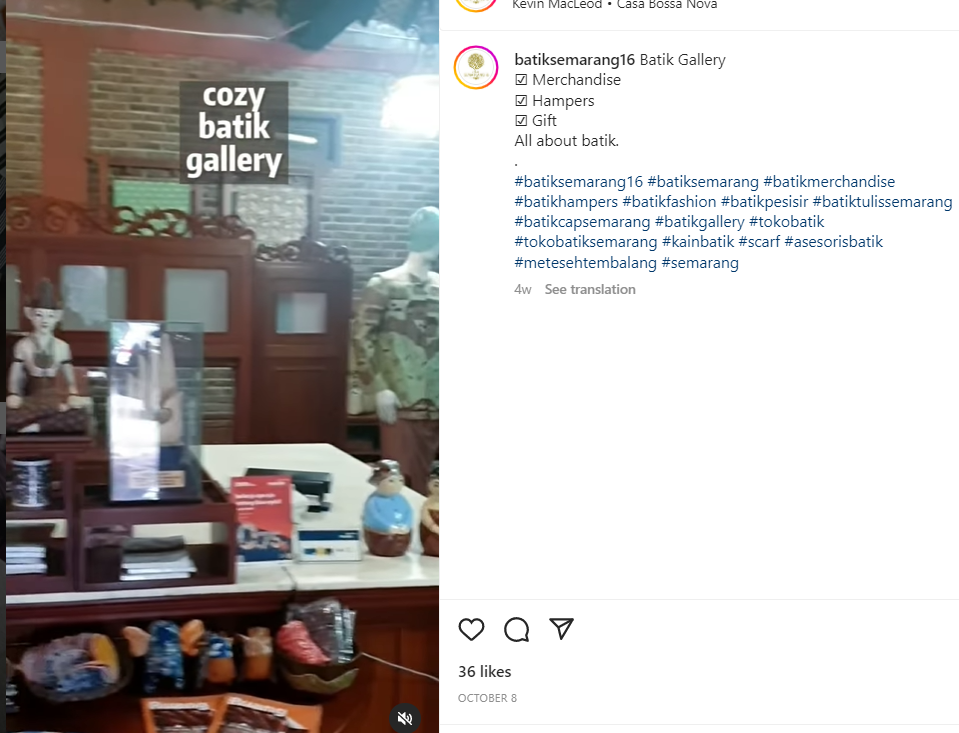 Kevin MacLeod • Casa Bossa Nova
cozy
batik
gallery
batiksemarang16 Batik Gallery
☑ Merchandise
☑ Hampers
☑ Gift
All about batik.
.
#batiksemarang16 #batiksemarang #batikmerchandise
#batikhampers #batikfashion #batikpesisir #batiktulissemarang
#batikcapsemarang #batikgallery #tokobatik
#tokobatiksemarang #kainbatik #scarf #asesorisbatik
#metesehtembalang #semarang
4w See translation
36 likes
OCTOBER 8